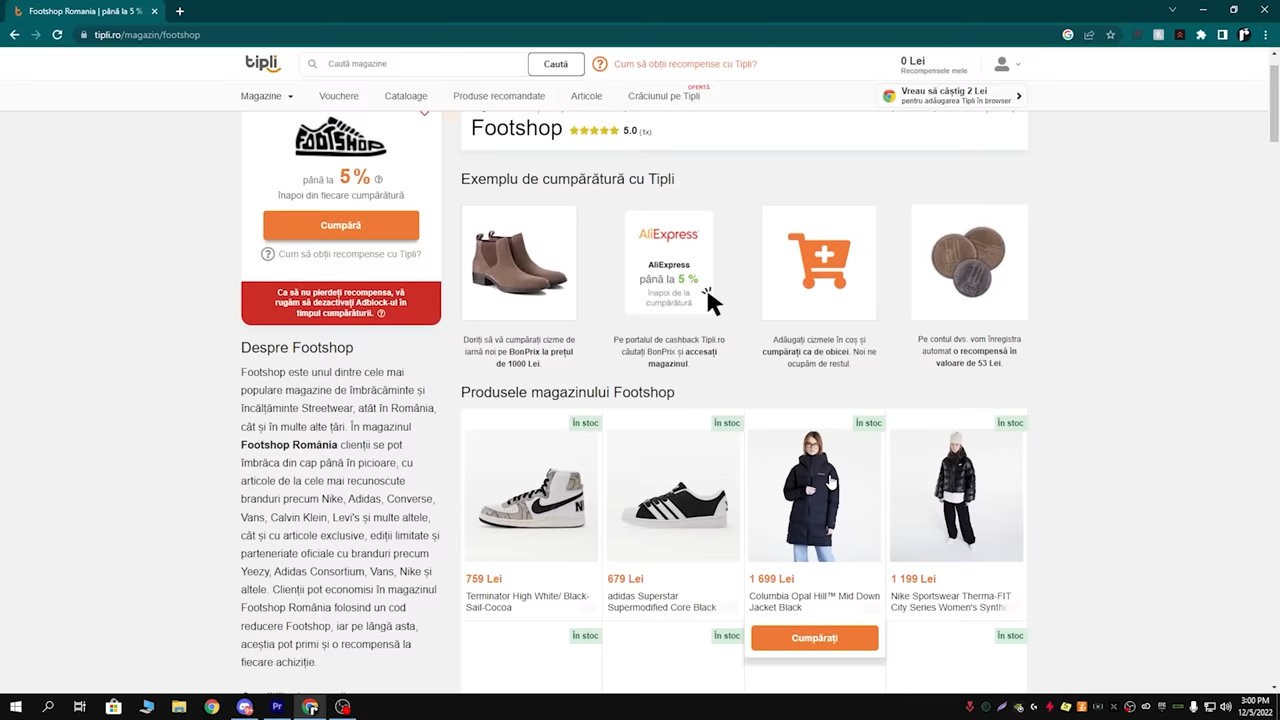 Footshop Romania | până la 5 %
tipli.ro/magazin/footshop
tipli
Caută magazine
Caută
Cum să obții recompense cu Tipli?
0 Lei
Recompensele mele
Magazine
Vouchere
Cataloage
Produse recomandate
Articole
Crăciunul pe Tipli
OFERTĂ
Vreau să câștig 2 Lei
pentru adăugarea Tipli în browser
FOOTSHOP
până la 5 %
înapoi din fiecare cumpărătură
Cumpără
Cum să obții recompense cu Tipli?
Ca să nu pierdeți recompensa, vă
rugăm să dezactivați Adblock-ul în
timpul cumpărăturii.
Despre Footshop
Footshop este unul dintre cele mai
populare magazine de îmbrăcăminte și
încălțăminte Streetwear, atât în România,
cât și în multe alte țări. În magazinul
Footshop România clienții se pot
îmbrăca din cap până în picioare, cu
articole de la cele mai recunoscute
branduri precum Nike, Adidas, Converse,
Vans, Calvin Klein, Levi's și multe altele,
cât și cu articole exclusive, ediții limitate și
parteneriate oficiale cu branduri precum
Yeezy, Adidas Consortium, Vans, Nike și
altele. Clienții pot economisi în magazinul
Footshop România folosind un cod
reducere Footshop, iar pe lângă asta,
aceștia pot primi și o recompensă la
fiecare achiziție.
Footshop
5.0 (1x)
Exemplu de cumpărătură cu Tipli
AliExpress
AliExpress
până la 5 %
înapoi de la
cumpărătură
Doriți să vă cumpărați cizme de
iarnă noi pe BonPrix la prețul
de 1000 Lei.
Pe portalul de cashback Tipli.ro
căutați BonPrix și accesați
magazinul.
Adăugați cizmele în coș și
cumpărați ca de obicei. Noi ne
ocupăm de restul.
Pe contul dvs. vom înregistra
automat o recompensă în
valoare de 53 Lei.
Produsele magazinului Footshop
În stoc
În stoc
În stoc
În stoc
759 Lei
Terminator High White/ Black-
Sail-Cocoa
679 Lei
adidas Superstar
Supermodified Core Black
1 699 Lei
Columbia Opal Hill™ Mid Down
Jacket Black
Cumpărați
1 199 Lei
Nike Sportswear Therma-FIT
City Series Women's Synthe
În stoc
În stoc
În stoc
3:00 PM
12/5/2022